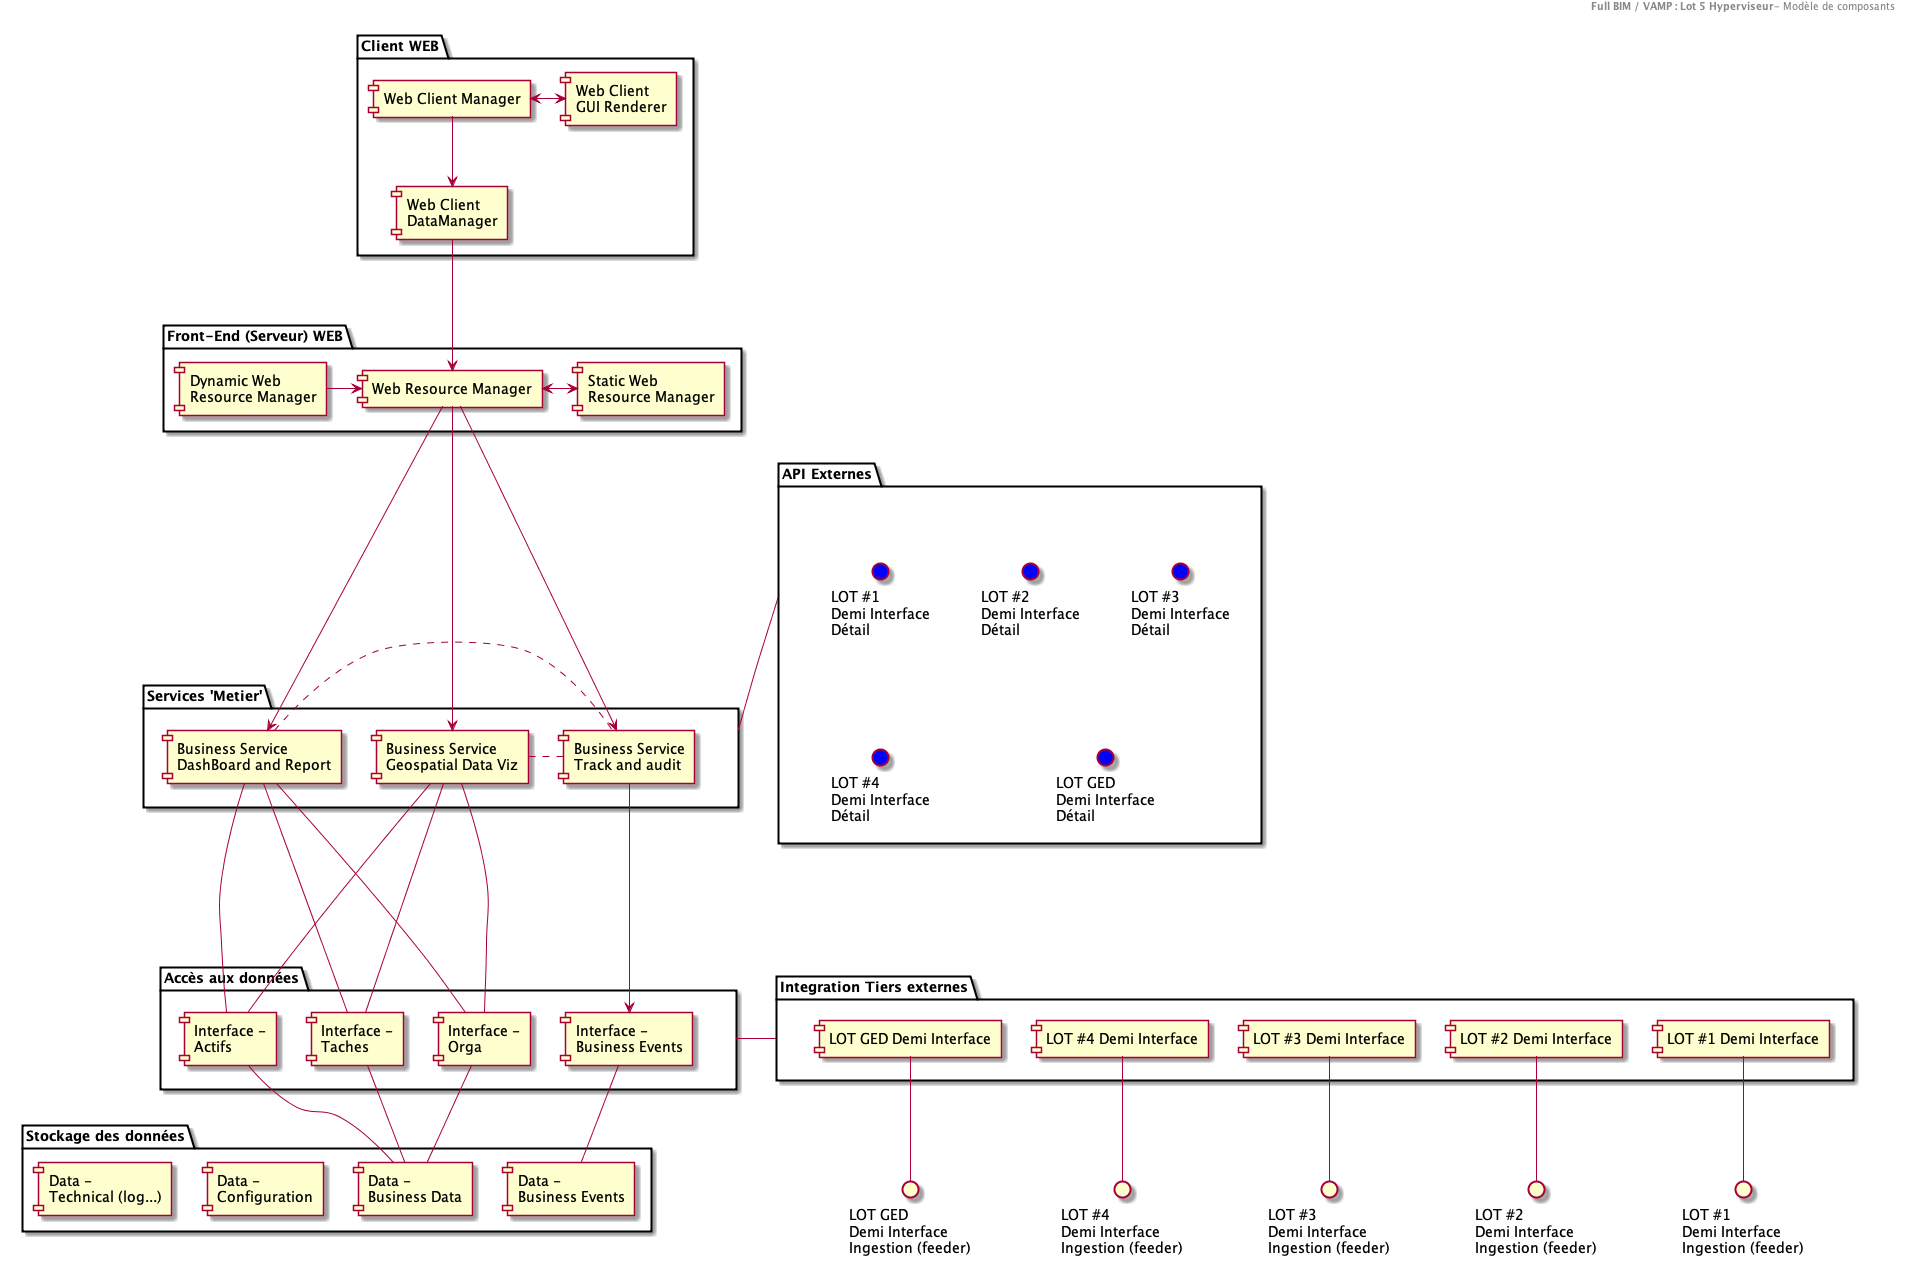 Full BIM / VAMP : Lot 5 Hyperviseur– Modèle de composants
Client WEB
Web Client Manager
Web Client
GUI Renderer
Web Client
DataManager
Front–End (Serveur) WEB
Dynamic Web
Resource Manager
Web Resource Manager
Static Web
Resource Manager
API Externes
LOT #1
Demi Interface
Détail
LOT #2
Demi Interface
Détail
LOT #3
Demi Interface
Détail
LOT #4
Demi Interface
Détail
LOT GED
Demi Interface
Détail
Services 'Metier'
Business Service
DashBoard and Report
Business Service
Geospatial Data Viz
Business Service
Track and audit
Accès aux données
Interface –
Actifs
Interface –
Taches
Interface –
Orga
Interface –
Business Events
Integration Tiers externes
LOT GED Demi Interface
LOT #4 Demi Interface
LOT #3 Demi Interface
LOT #2 Demi Interface
LOT #1 Demi Interface
Stockage des données
Data –
Technical (log...)
Data –
Configuration
Data –
Business Data
Data –
Business Events
LOT GED
Demi Interface
Ingestion (feeder)
LOT #4
Demi Interface
Ingestion (feeder)
LOT #3
Demi Interface
Ingestion (feeder)
LOT #2
Demi Interface
Ingestion (feeder)
LOT #1
Demi Interface
Ingestion (feeder)